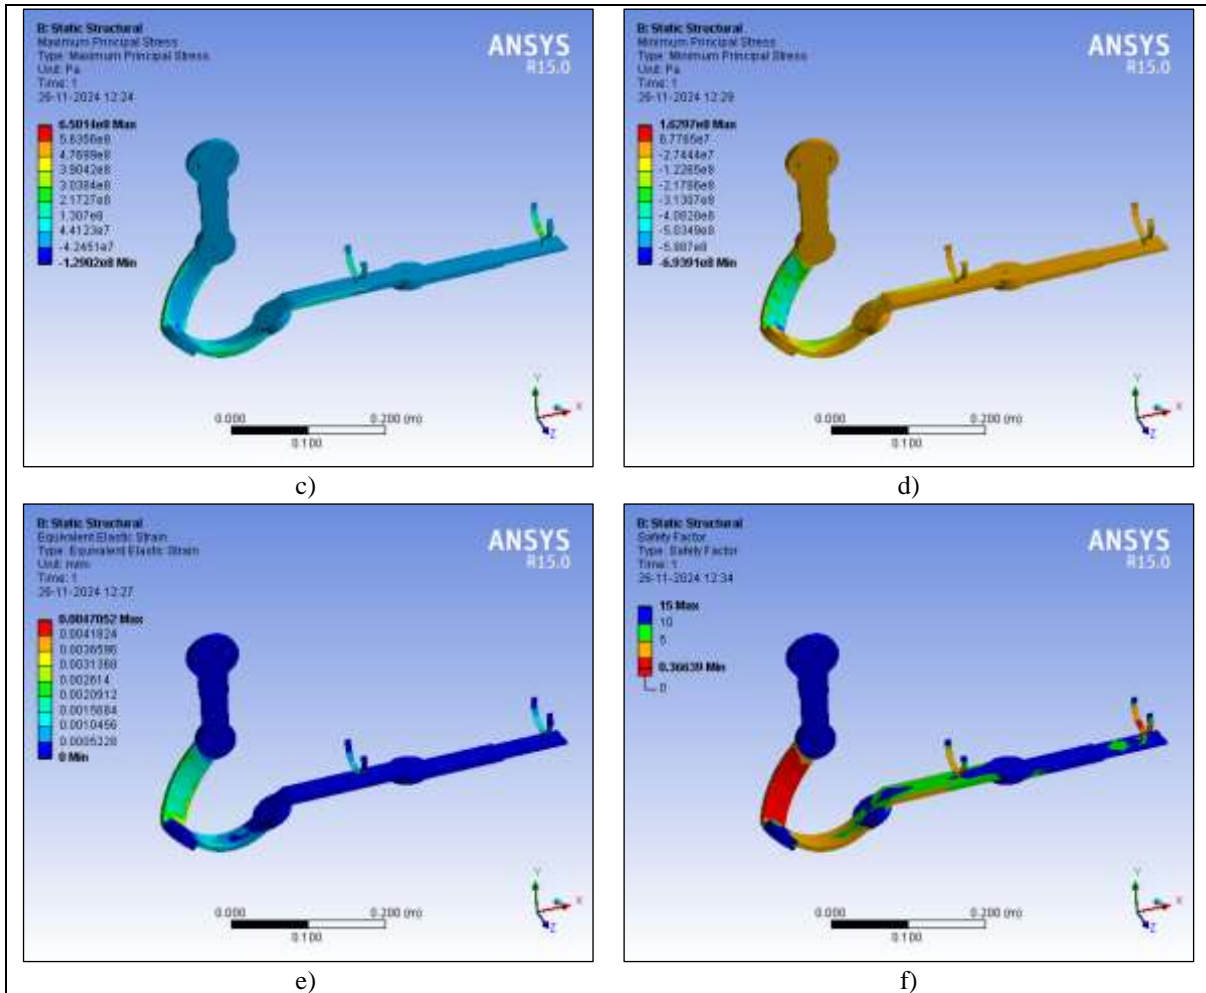 B: Static Structural
Maximum Principal Stress
Type: Maximum Principal Stress
Unit: Pa
Time: 1
26-11-2024 12:24
6.5014e8 Max
5.6356e8
4.7699e8
3.9042e8
3.0384e8
2.1727e8
1.307e8
4.4123e7
-4.2451e7
-1.2902e8 Min
ANSYS
R15.0
0.000
0.200 (m)
0.100
Y
X
Z
c)
B: Static Structural
Minimum Principal Stress
Type: Minimum Principal Stress
Unit: Pa
Time: 1
26-11-2024 12:29
1.6297e8 Max
6.7765e7
-2.7444e7
-1.2265e8
-2.1786e8
-3.1307e8
-4.0828e8
-5.0349e8
-5.987e8
-6.9391e8 Min
ANSYS
R15.0
0.000
0.200 (m)
0.100
Y
X
Z
d)
B: Static Structural
Equivalent Elastic Strain
Type: Equivalent Elastic Strain
Unit: m/m
Time: 1
26-11-2024 12:27
0.0047052 Max
0.0041824
0.0036596
0.0031368
0.002614
0.0020912
0.0015684
0.0010456
0.0005228
0 Min
ANSYS
R15.0
0.000
0.200 (m)
0.100
Y
X
Z
e)
B: Static Structural
Safety Factor
Type: Safety Factor
Time: 1
26-11-2024 12:34
15 Max
10
5
0.36639 Min
0
ANSYS
R15.0
0.000
0.200 (m)
0.100
Y
X
Z
f)